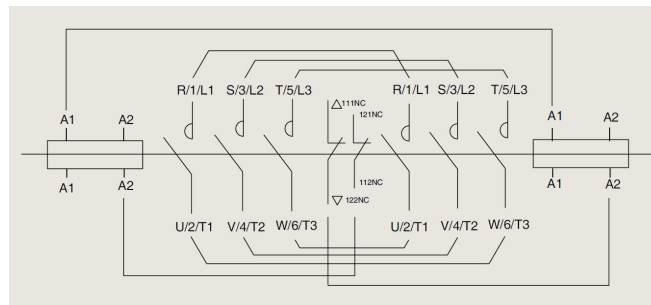 R/1/L1 S/3/L2 T/5/L3 R/1/L1 S/3/L2 T/5/L3
111NC
121NC
A1 A2 A1 A2
A1 A2 A1 A2
112NC
122NC
U/2/T1 V/4/T2 W/6/T3 U/2/T1 V/4/T2 W/6/T3